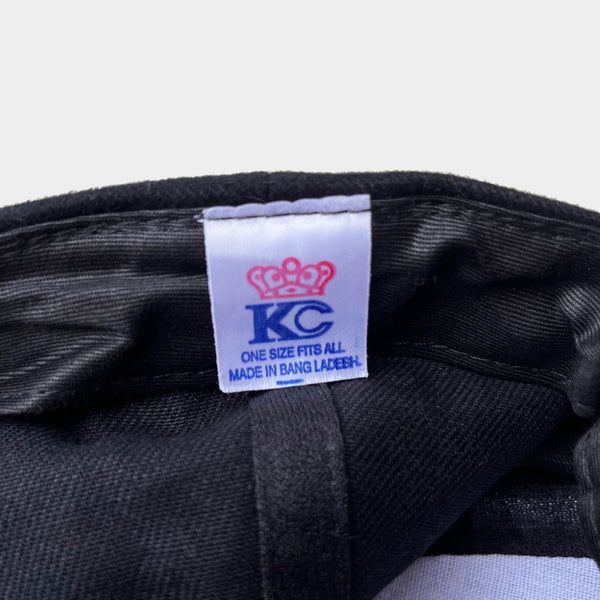 KC
ONE SIZE FITS ALL
MADE IN BANG LADESH.